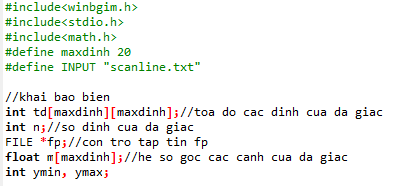 #include<winbgim.h>
#include<stdio.h>
#include<math.h>
#define maxdinh 20
#define INPUT "scanline.txt"
//khai bao bien
int td[maxdinh][maxdinh];//toa do cac dinh cua da giac
int n;//so dinh cua da giac
FILE *fp;//con tro tap tin fp
float m[maxdinh];//he so goc cac canh cua da giac
int ymin, ymax;